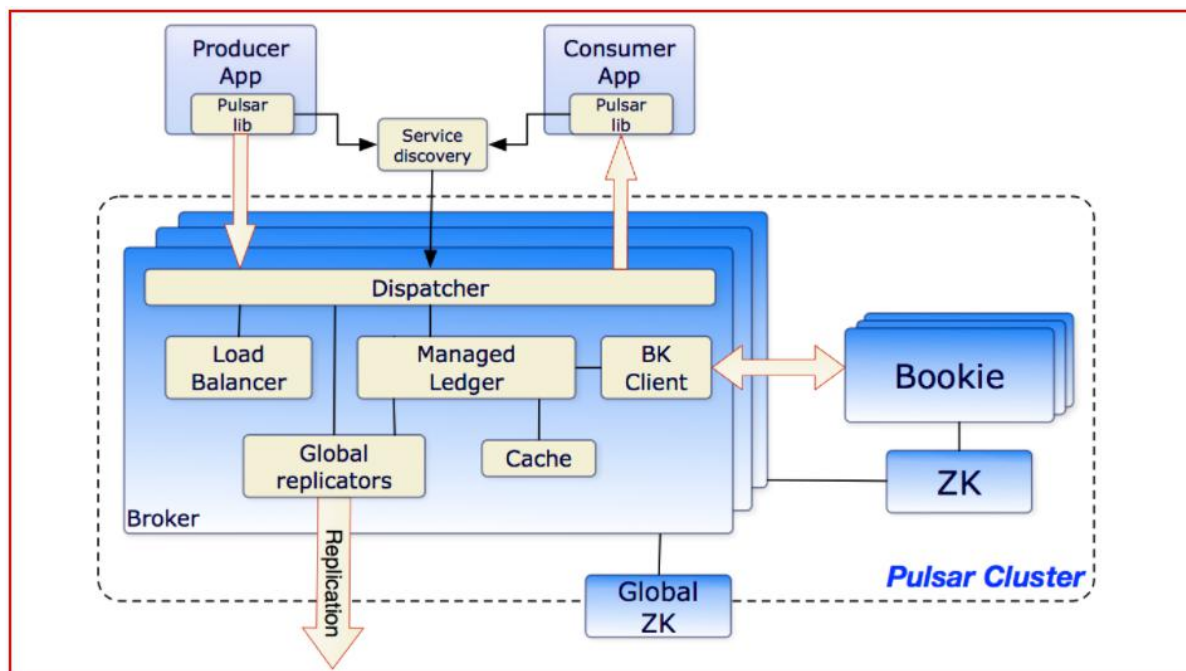 Producer
App
Pulsar
lib
Consumer
App
Pulsar
lib
Service
discovery
Dispatcher
Load
Balancer
Managed
Ledger
BK
Client
Bookie
Global
replicators
Cache
ZK
Broker
Replication
Pulsar Cluster
Global
ZK